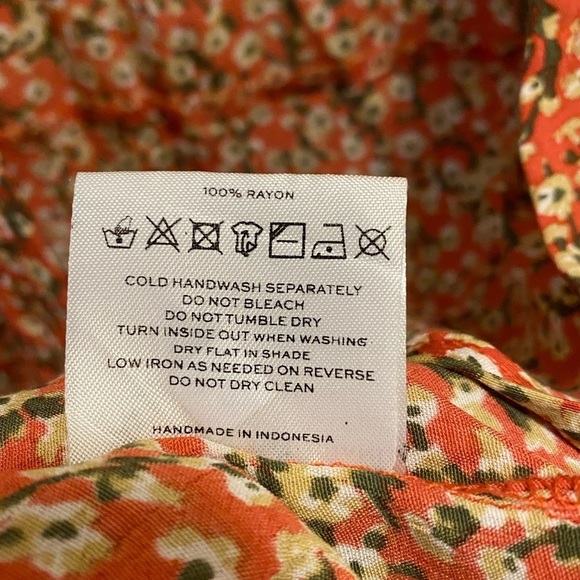 100% RAYON
COLD HANDWASH SEPARATELY
DO NOT BLEACH
DO NOT TUMBLE DRY
TURN INSIDE OUT WHEN WASHING
DRY FLAT IN SHADE
LOW IRON AS NEEDED ON REVERSE
DO NOT DRY CLEAN
HANDMADE IN INDONESIA